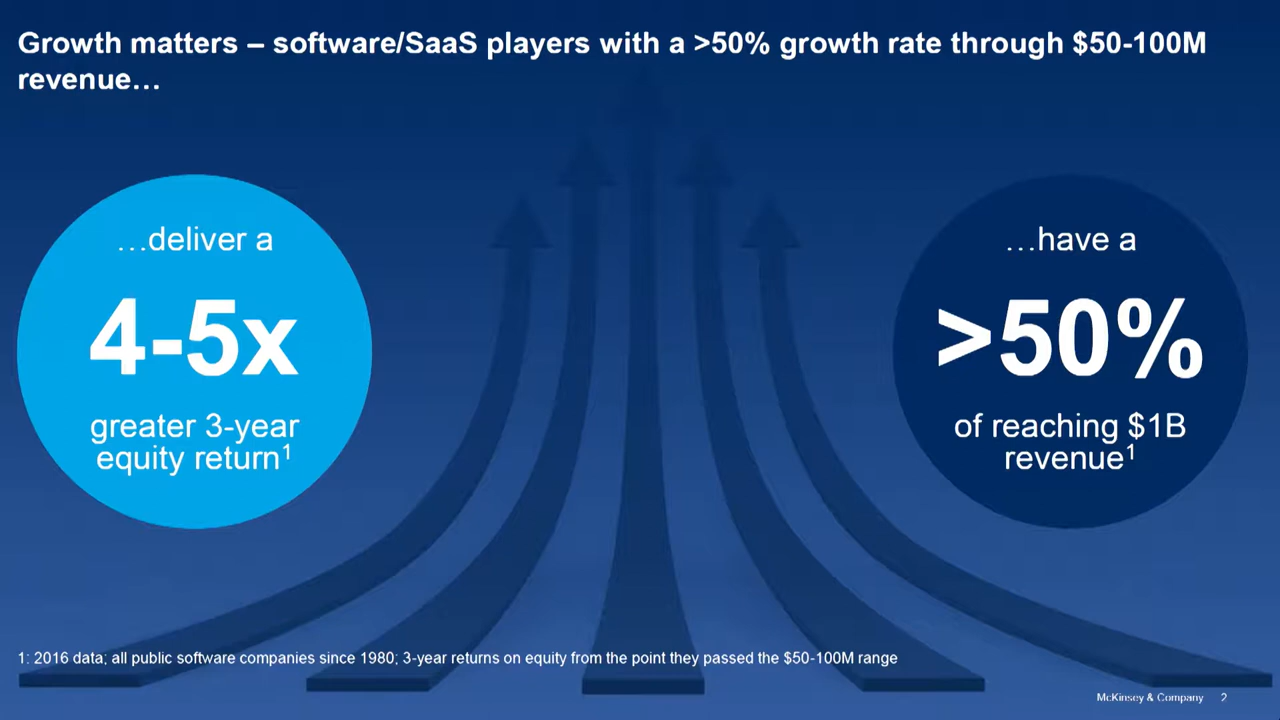 Growth matters – software/SaaS players with a >50% growth rate through $50-100M
revenue…
…deliver a
4-5x
greater 3-year
equity return¹
…have a
>50%
of reaching $1B
revenue¹
1: 2016 data; all public software companies since 1980; 3-year returns on equity from the point they passed the $50-100M range
McKinsey & Company 2